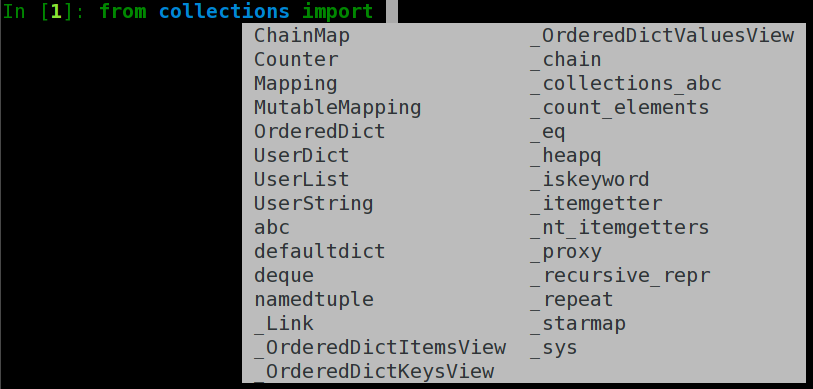 In [1]: from collections import
ChainMap _OrderedDictValuesView
Counter _chain
Mapping _collections_abc
MutableMapping _count_elements
OrderedDict _eq
UserDict _heapq
UserList _iskeyword
UserString _itemgetter
abc _nt_itemgetters
defaultdict _proxy
deque _recursive_repr
namedtuple _repeat
_Link _starmap
_OrderedDictItemsView _sys
_OrderedDictKeysView